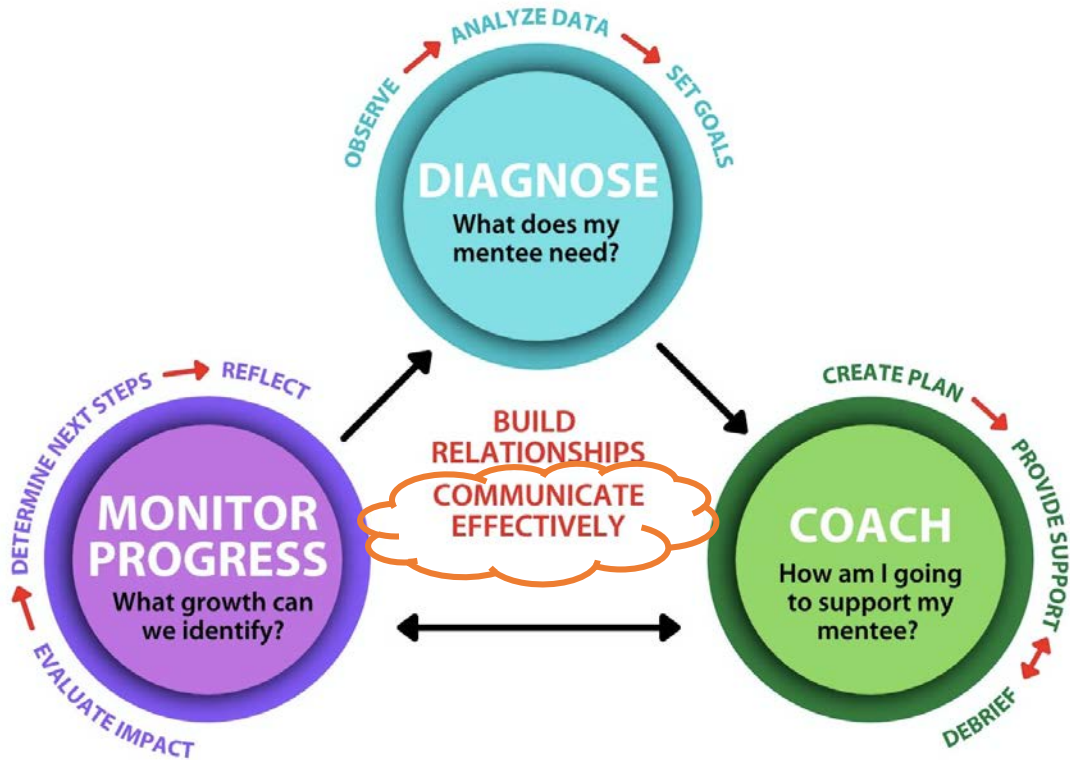 OBSERVE
ANALYZE DATA
SET GOALS
DIAGNOSE
What does my
mentee need?
BUILD
RELATIONSHIPS
COMMUNICATE
EFFECTIVELY
CREATE PLAN
PROVIDE SUPPORT
DEBRIEF
COACH
How am I going
to support my
mentee?
EVALUATE IMPACT
DETERMINE NEXT STEPS
REFLECT
MONITOR
PROGRESS
What growth can
we identify?